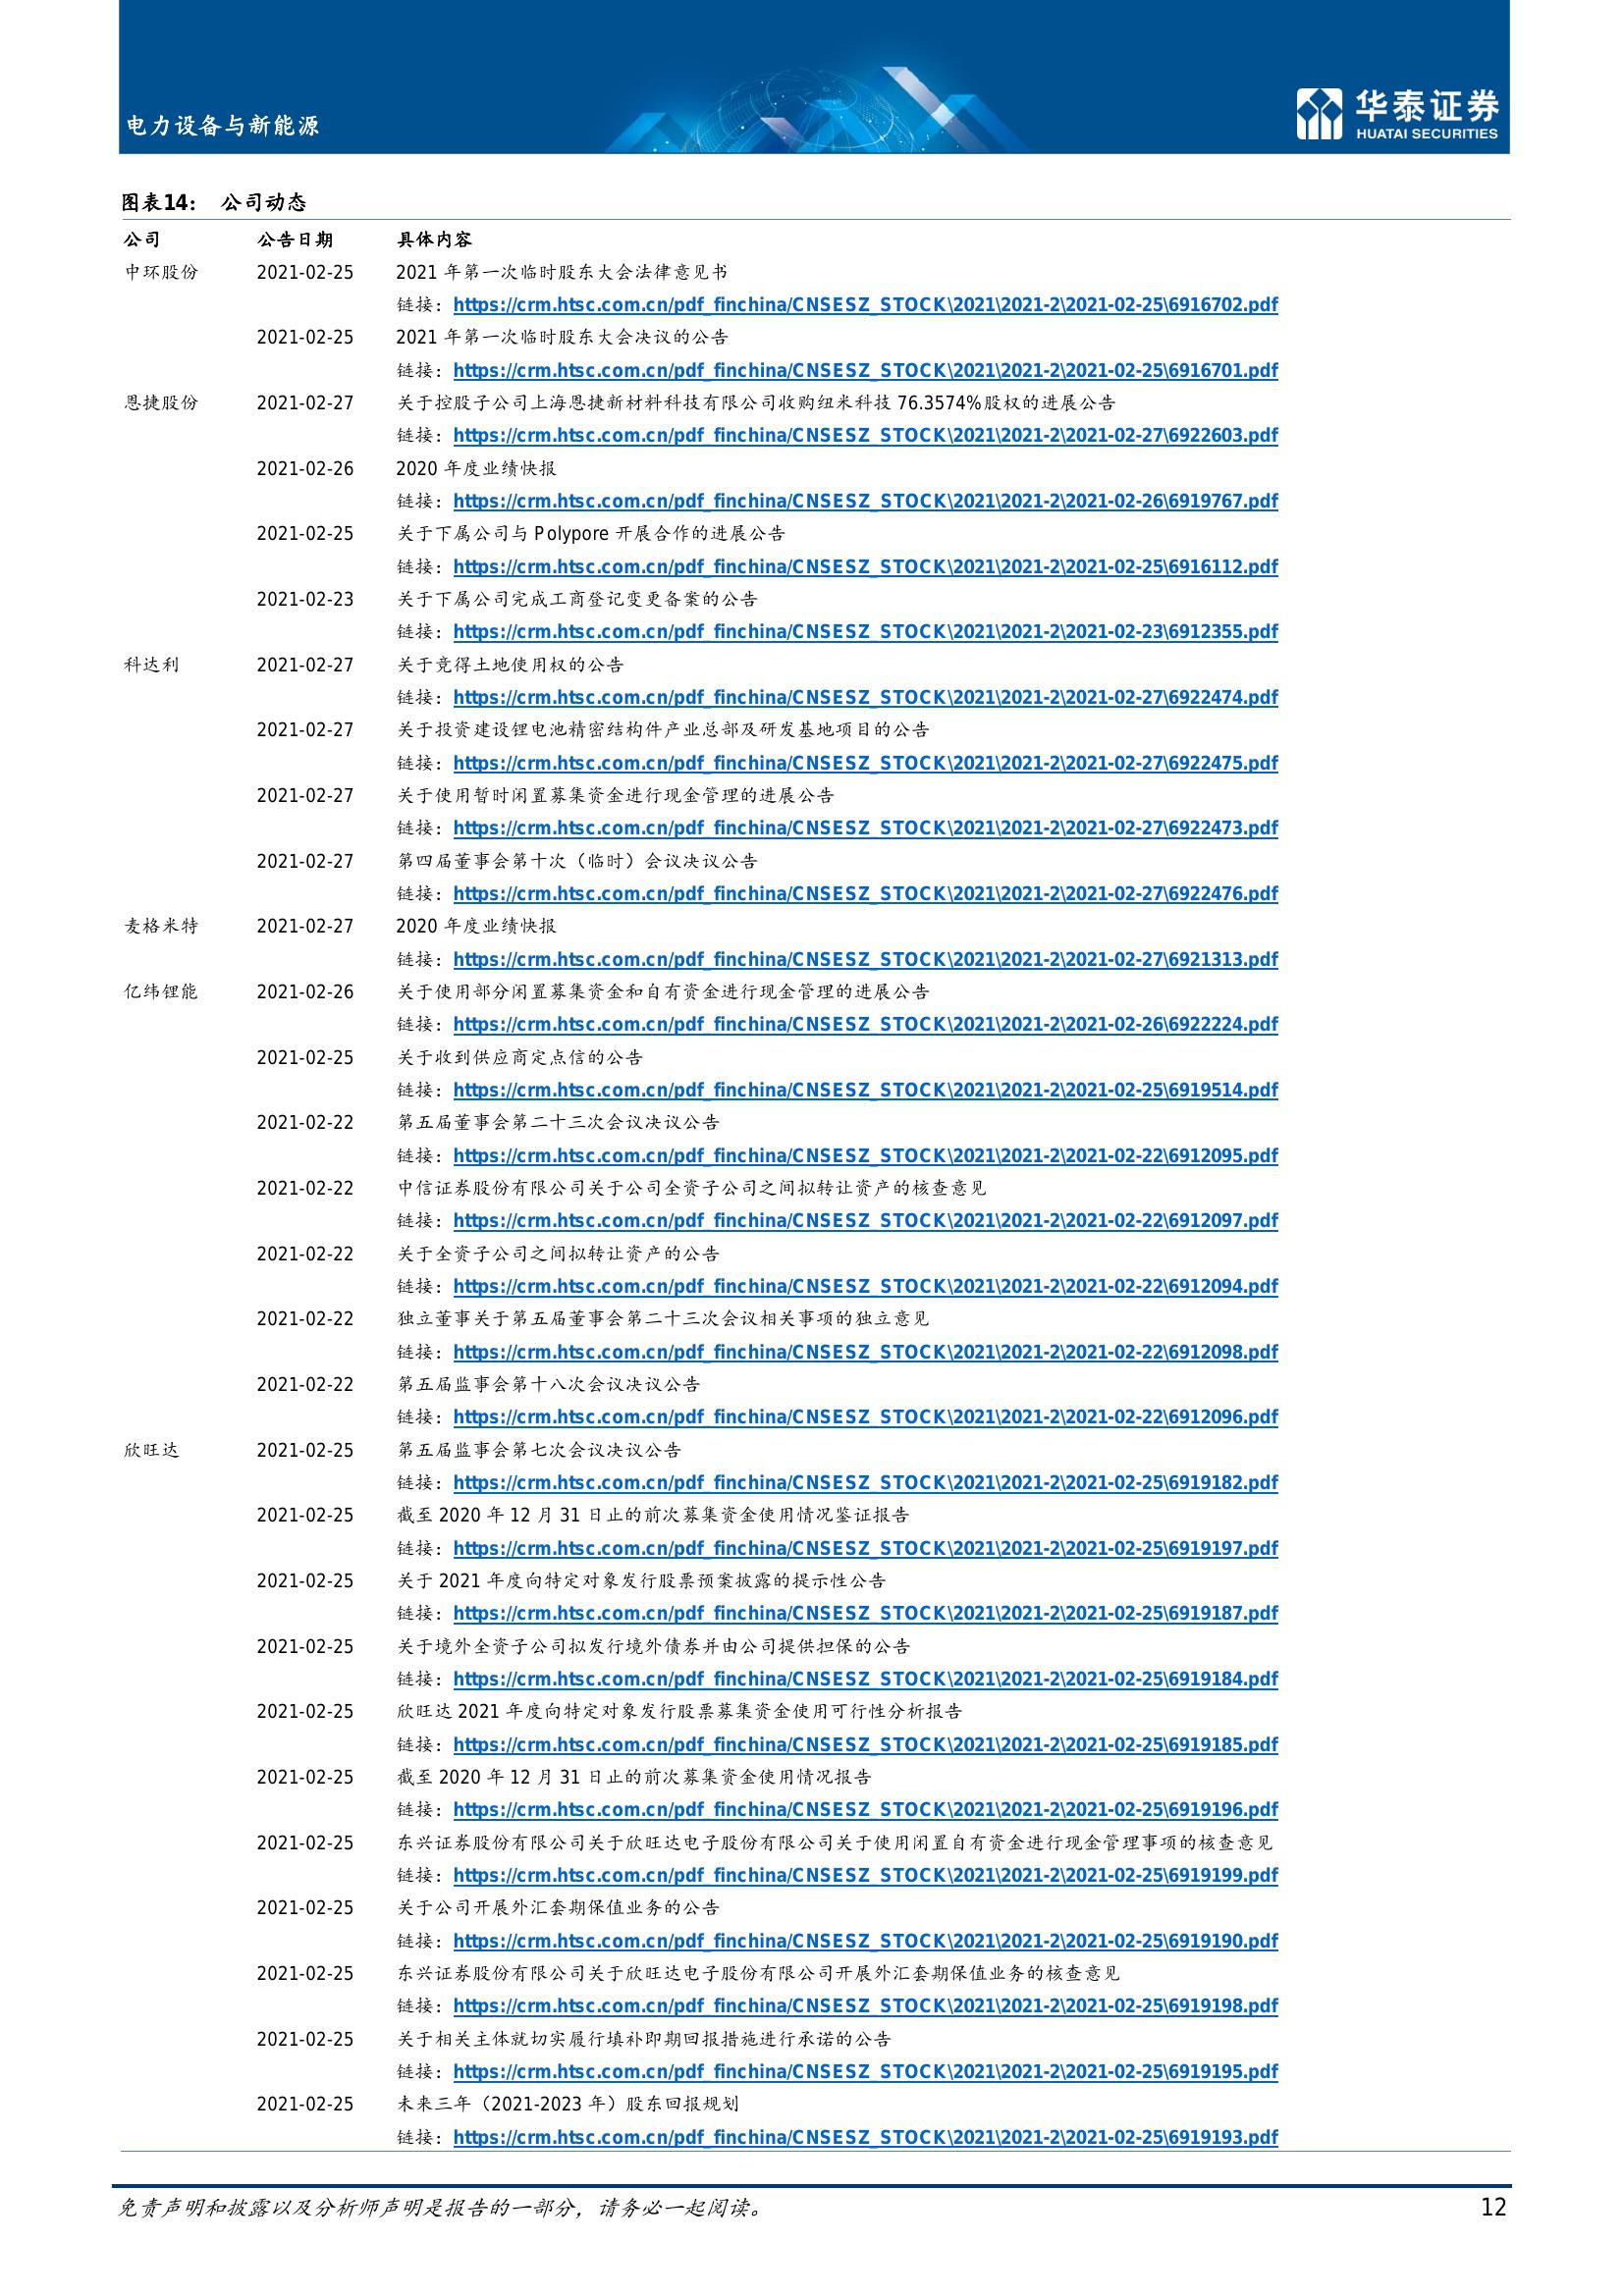 电力设备与新能源
华泰证券
HUATAI SECURITIES
图表14： 公司动态
公司 公告日期 具体内容
中环股份 2021-02-25 2021 年第一次临时股东大会法律意见书
链接：https://crm.htsc.com.cn/pdf_finchina/CNSESZ_STOCK\2021\2021-2\2021-02-25\6916702.pdf
2021-02-25 2021 年第一次临时股东大会决议的公告
链接：https://crm.htsc.com.cn/pdf_finchina/CNSESZ_STOCK\2021\2021-2\2021-02-25\6916701.pdf
恩捷股份 2021-02-27 关于控股子公司上海恩捷新材料科技有限公司收购纽米科技 76.3574%股权的进展公告
链接：https://crm.htsc.com.cn/pdf_finchina/CNSESZ_STOCK\2021\2021-2\2021-02-27\6922603.pdf
2021-02-26 2020 年度业绩快报
链接：https://crm.htsc.com.cn/pdf_finchina/CNSESZ_STOCK\2021\2021-2\2021-02-26\6919767.pdf
2021-02-25 关于下属公司与 Polypore 开展合作的进展公告
链接：https://crm.htsc.com.cn/pdf_finchina/CNSESZ_STOCK\2021\2021-2\2021-02-25\6916112.pdf
2021-02-23 关于下属公司完成工商登记变更备案的公告
链接：https://crm.htsc.com.cn/pdf_finchina/CNSESZ_STOCK\2021\2021-2\2021-02-23\6912355.pdf
科达利 2021-02-27 关于竞得土地使用权的公告
链接：https://crm.htsc.com.cn/pdf_finchina/CNSESZ_STOCK\2021\2021-2\2021-02-27\6922474.pdf
2021-02-27 关于投资建设锂电池精密结构件产业总部及研发基地项目的公告
链接：https://crm.htsc.com.cn/pdf_finchina/CNSESZ_STOCK\2021\2021-2\2021-02-27\6922475.pdf
2021-02-27 关于使用暂时闲置募集资金进行现金管理的进展公告
链接：https://crm.htsc.com.cn/pdf_finchina/CNSESZ_STOCK\2021\2021-2\2021-02-27\6922473.pdf
2021-02-27 第四届董事会第十次（临时）会议决议公告
链接：https://crm.htsc.com.cn/pdf_finchina/CNSESZ_STOCK\2021\2021-2\2021-02-27\6922476.pdf
麦格米特 2021-02-27 2020 年度业绩快报
链接：https://crm.htsc.com.cn/pdf_finchina/CNSESZ_STOCK\2021\2021-2\2021-02-27\6921313.pdf
亿纬锂能 2021-02-26 关于使用部分闲置募集资金和自有资金进行现金管理的进展公告
链接：https://crm.htsc.com.cn/pdf_finchina/CNSESZ_STOCK\2021\2021-2\2021-02-26\6922224.pdf
2021-02-25 关于收到供应商定点信的公告
链接：https://crm.htsc.com.cn/pdf_finchina/CNSESZ_STOCK\2021\2021-2\2021-02-25\6919514.pdf
2021-02-22 第五届董事会第二十三次会议决议公告
链接：https://crm.htsc.com.cn/pdf_finchina/CNSESZ_STOCK\2021\2021-2\2021-02-22\6912095.pdf
2021-02-22 中信证券股份有限公司关于公司全资子公司之间拟转让资产的核查意见
链接：https://crm.htsc.com.cn/pdf_finchina/CNSESZ_STOCK\2021\2021-2\2021-02-22\6912097.pdf
2021-02-22 关于全资子公司之间拟转让资产的公告
链接：https://crm.htsc.com.cn/pdf_finchina/CNSESZ_STOCK\2021\2021-2\2021-02-22\6912094.pdf
2021-02-22 独立董事关于第五届董事会第二十三次会议相关事项的独立意见
链接：https://crm.htsc.com.cn/pdf_finchina/CNSESZ_STOCK\2021\2021-2\2021-02-22\6912098.pdf
2021-02-22 第五届监事会第十八次会议决议公告
链接：https://crm.htsc.com.cn/pdf_finchina/CNSESZ_STOCK\2021\2021-2\2021-02-22\6912096.pdf
欣旺达 2021-02-25 第五届监事会第七次会议决议公告
链接：https://crm.htsc.com.cn/pdf_finchina/CNSESZ_STOCK\2021\2021-2\2021-02-25\6919182.pdf
2021-02-25 截至 2020 年 12 月 31 日止的前次募集资金使用情况鉴证报告
链接：https://crm.htsc.com.cn/pdf_finchina/CNSESZ_STOCK\2021\2021-2\2021-02-25\6919197.pdf
2021-02-25 关于 2021 年度向特定对象发行股票预案披露的提示性公告
链接：https://crm.htsc.com.cn/pdf_finchina/CNSESZ_STOCK\2021\2021-2\2021-02-25\6919187.pdf
2021-02-25 关于境外全资子公司拟发行境外债券并由公司提供担保的公告
链接：https://crm.htsc.com.cn/pdf_finchina/CNSESZ_STOCK\2021\2021-2\2021-02-25\6919184.pdf
2021-02-25 欣旺达 2021 年度向特定对象发行股票募集资金使用可行性分析报告
链接：https://crm.htsc.com.cn/pdf_finchina/CNSESZ_STOCK\2021\2021-2\2021-02-25\6919185.pdf
2021-02-25 截至 2020 年 12 月 31 日止的前次募集资金使用情况报告
链接：https://crm.htsc.com.cn/pdf_finchina/CNSESZ_STOCK\2021\2021-2\2021-02-25\6919196.pdf
2021-02-25 东兴证券股份有限公司关于欣旺达电子股份有限公司关于使用闲置自有资金进行现金管理事项的核查意见
链接：https://crm.htsc.com.cn/pdf_finchina/CNSESZ_STOCK\2021\2021-2\2021-02-25\6919199.pdf
2021-02-25 关于公司开展外汇套期保值业务的公告
链接：https://crm.htsc.com.cn/pdf_finchina/CNSESZ_STOCK\2021\2021-2\2021-02-25\6919190.pdf
2021-02-25 东兴证券股份有限公司关于欣旺达电子股份有限公司开展外汇套期保值业务的核查意见
链接：https://crm.htsc.com.cn/pdf_finchina/CNSESZ_STOCK\2021\2021-2\2021-02-25\6919198.pdf
2021-02-25 关于相关主体就切实履行填补即期回报措施进行承诺的公告
链接：https://crm.htsc.com.cn/pdf_finchina/CNSESZ_STOCK\2021\2021-2\2021-02-25\6919195.pdf
2021-02-25 未来三年（2021-2023 年）股东回报规划
链接：https://crm.htsc.com.cn/pdf_finchina/CNSESZ_STOCK\2021\2021-2\2021-02-25\6919193.pdf
免责声明和披露以及分析师声明是报告的一部分，请务必一起阅读。 12